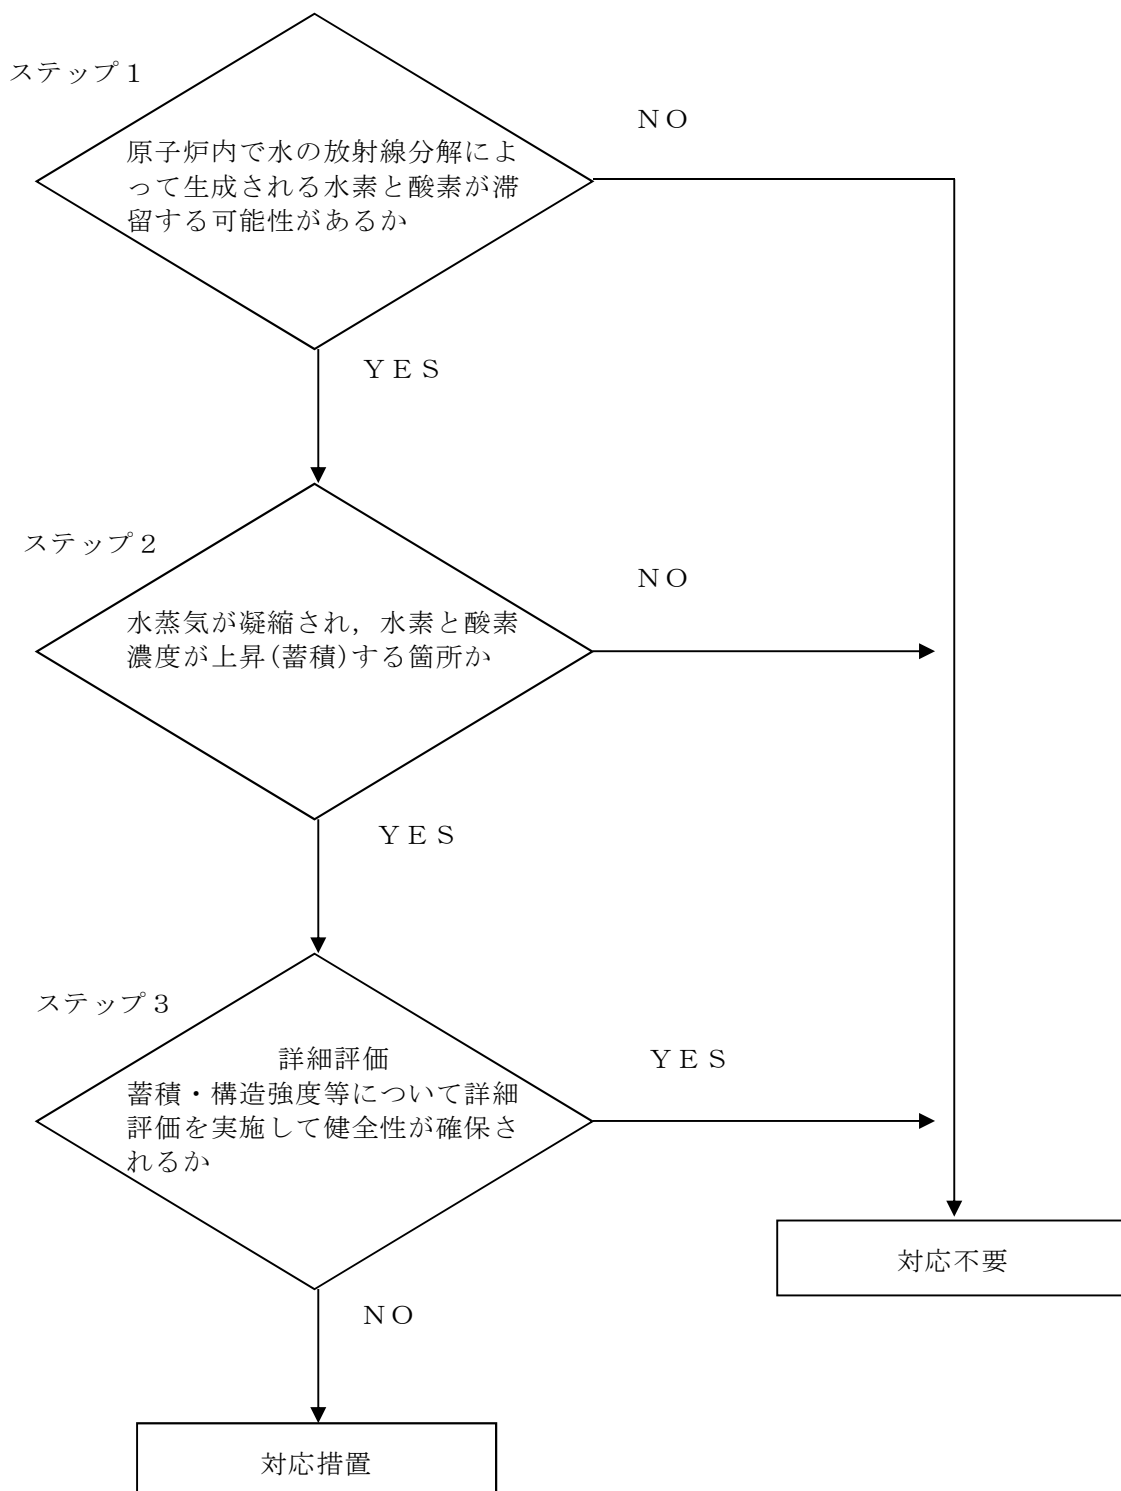 ステップ１
ＮＯ
原子炉内で水の放射線分解によ
って生成される水素と酸素が滞
留する可能性があるか
ＹＥＳ
ステップ２
ＮＯ
水蒸気が凝縮され，水素と酸素
濃度が上昇(蓄積)する箇所か
ＹＥＳ
ステップ３
詳細評価
ＹＥＳ
蓄積・構造強度等について詳細
評価を実施して健全性が確保さ
れるか
対応不要
ＮＯ
対応措置